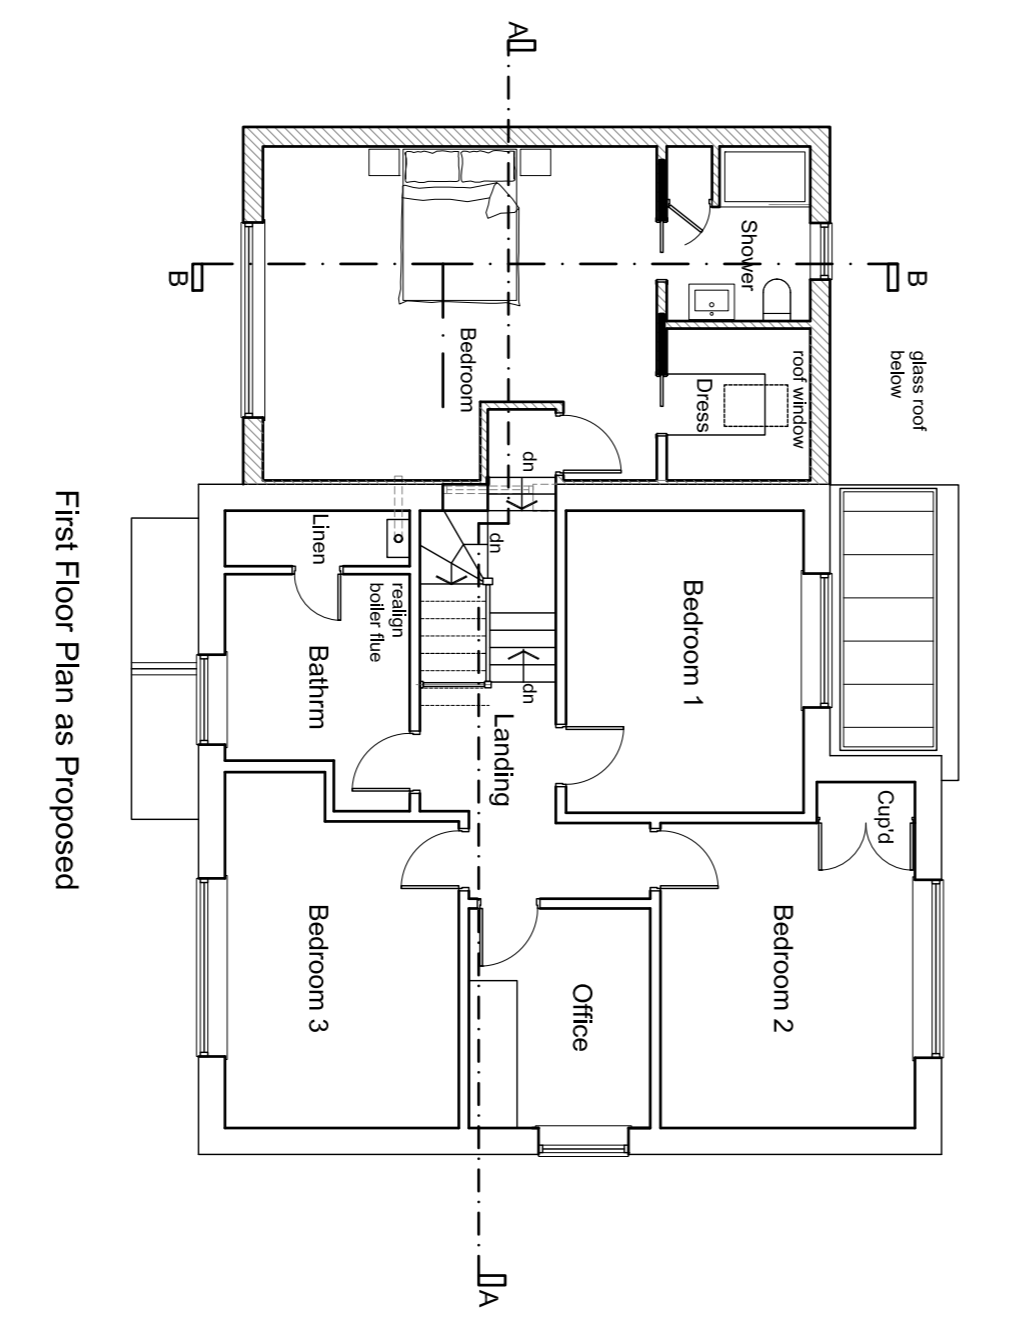 A
B
B
Shower
Bedroom
roof window
Dress
glass roof
below
dn
dn
dn
Linen
realign
boiler flue
Bathrm
Bedroom 1
Landing
Cup'd
Bedroom 3
Office
Bedroom 2
A
First Floor Plan as Proposed